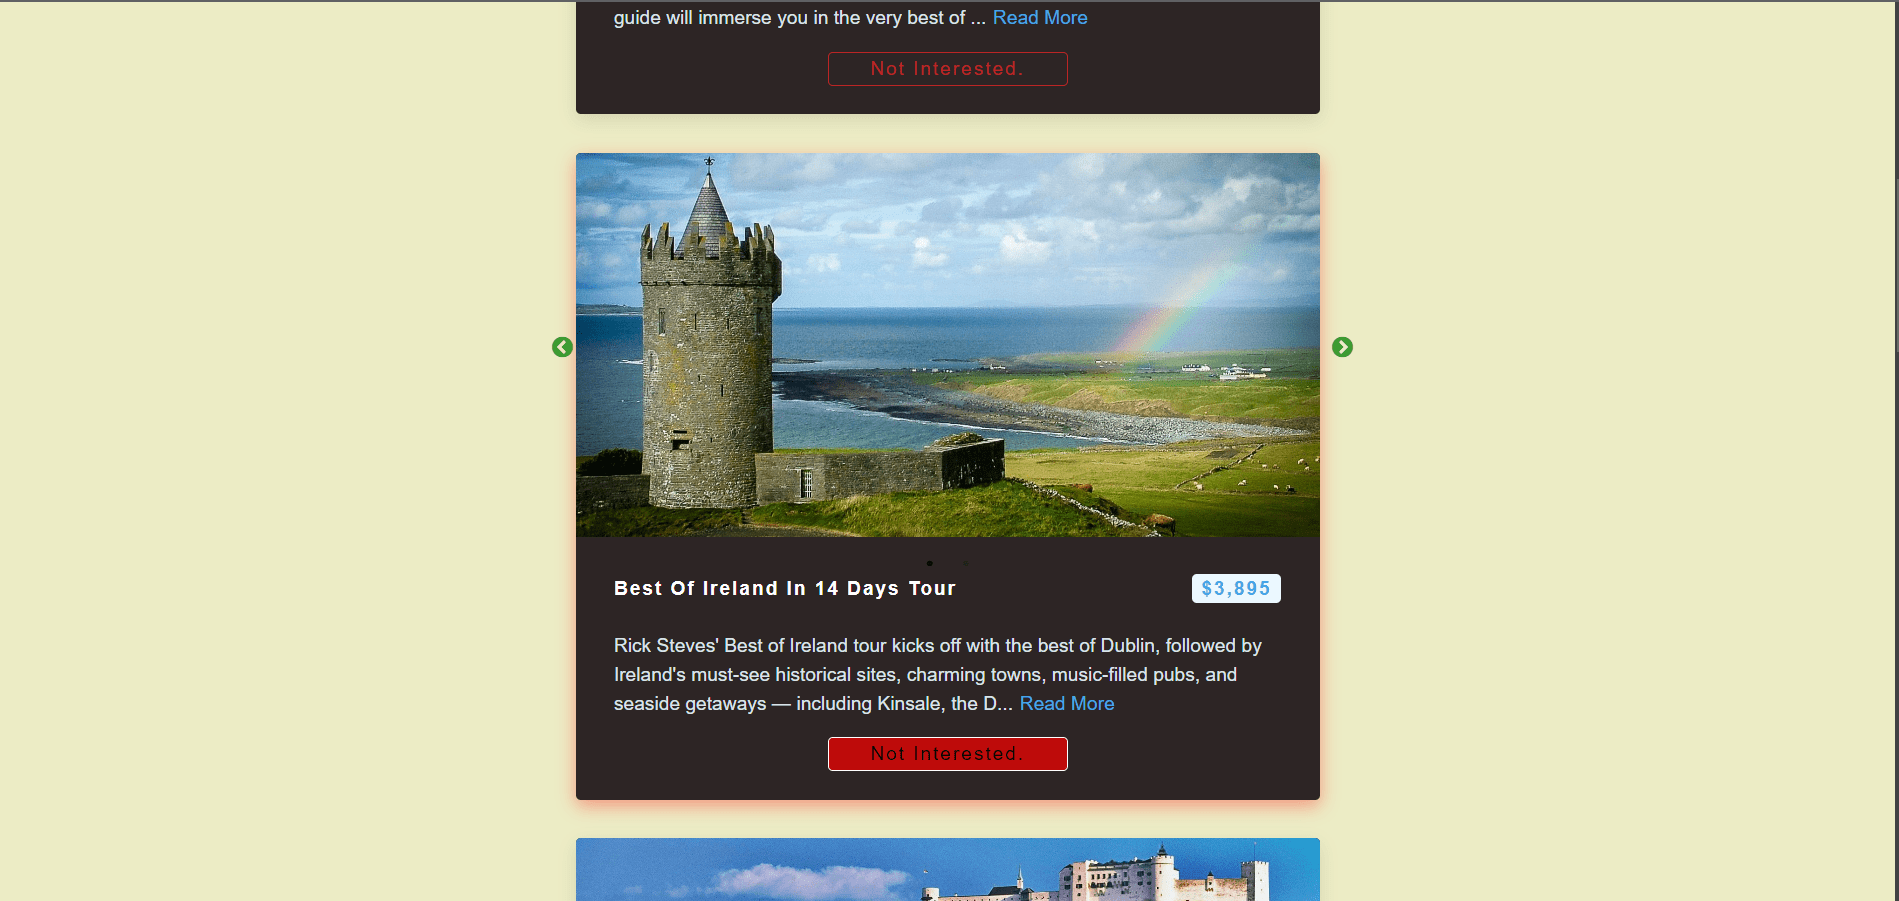 guide will immerse you in the very best of ... Read More
Not Interested.
Best Of Ireland In 14 Days Tour
$3,895
Rick Steves' Best of Ireland tour kicks off with the best of Dublin, followed by
Ireland's must-see historical sites, charming towns, music-filled pubs, and
seaside getaways — including Kinsale, the D... Read More
Not Interested.